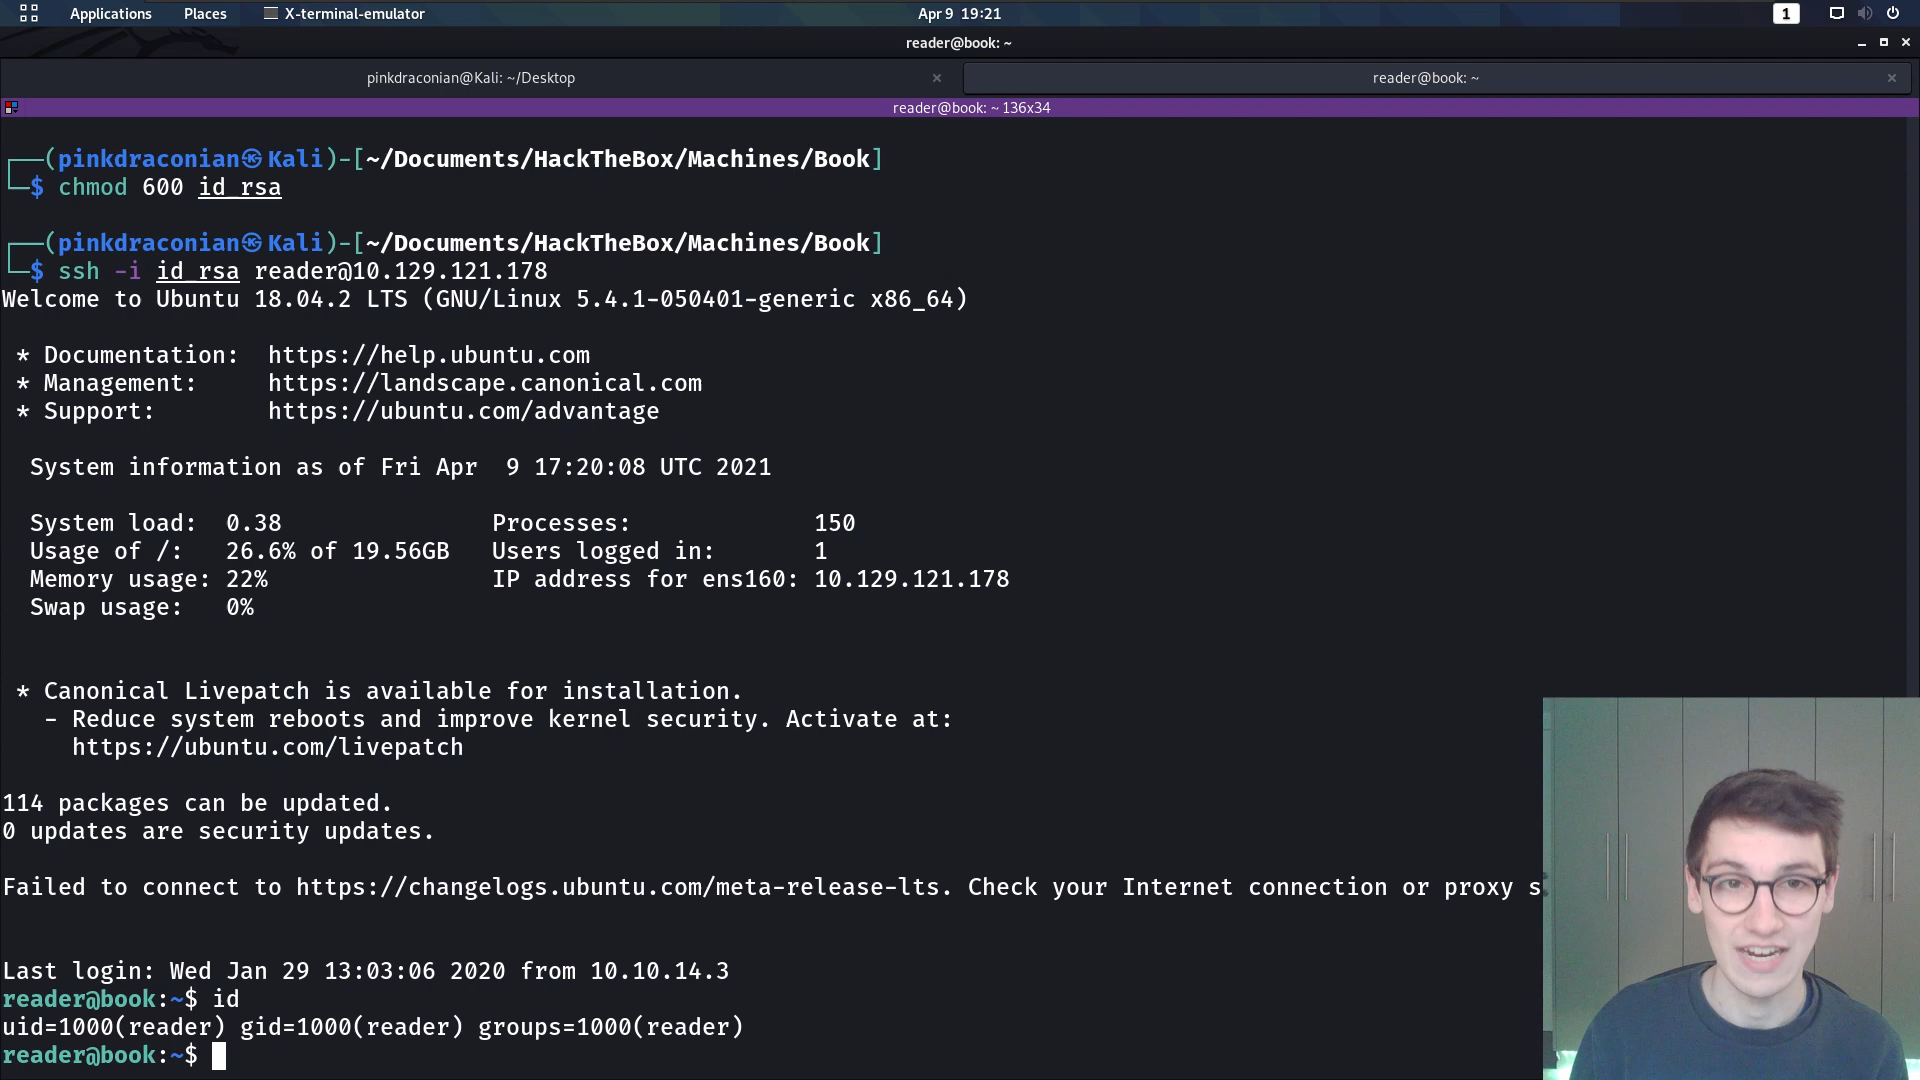 Applications Places X-terminal-emulator Apr 9 19:21 1
reader@book: ~
pinkdraconian@Kali: ~/Desktop × reader@book: ~ ×
reader@book: ~ 136x34
┌──(pinkdraconian㉿Kali)-[~/Documents/HackTheBox/Machines/Book]
└─$ chmod 600 id_rsa
┌──(pinkdraconian㉿Kali)-[~/Documents/HackTheBox/Machines/Book]
└─$ ssh -i id_rsa reader@10.129.121.178
Welcome to Ubuntu 18.04.2 LTS (GNU/Linux 5.4.1-050401-generic x86_64)
* Documentation: https://help.ubuntu.com
* Management: https://landscape.canonical.com
* Support: https://ubuntu.com/advantage
System information as of Fri Apr 9 17:20:08 UTC 2021
System load: 0.38 Processes: 150
Usage of /: 26.6% of 19.56GB Users logged in: 1
Memory usage: 22% IP address for ens160: 10.129.121.178
Swap usage: 0%
* Canonical Livepatch is available for installation.
- Reduce system reboots and improve kernel security. Activate at:
https://ubuntu.com/livepatch
114 packages can be updated.
0 updates are security updates.
Failed to connect to https://changelogs.ubuntu.com/meta-release-lts. Check your Internet connection or proxy s
Last login: Wed Jan 29 13:03:06 2020 from 10.10.14.3
reader@book:~$ id
uid=1000(reader) gid=1000(reader) groups=1000(reader)
reader@book:~$